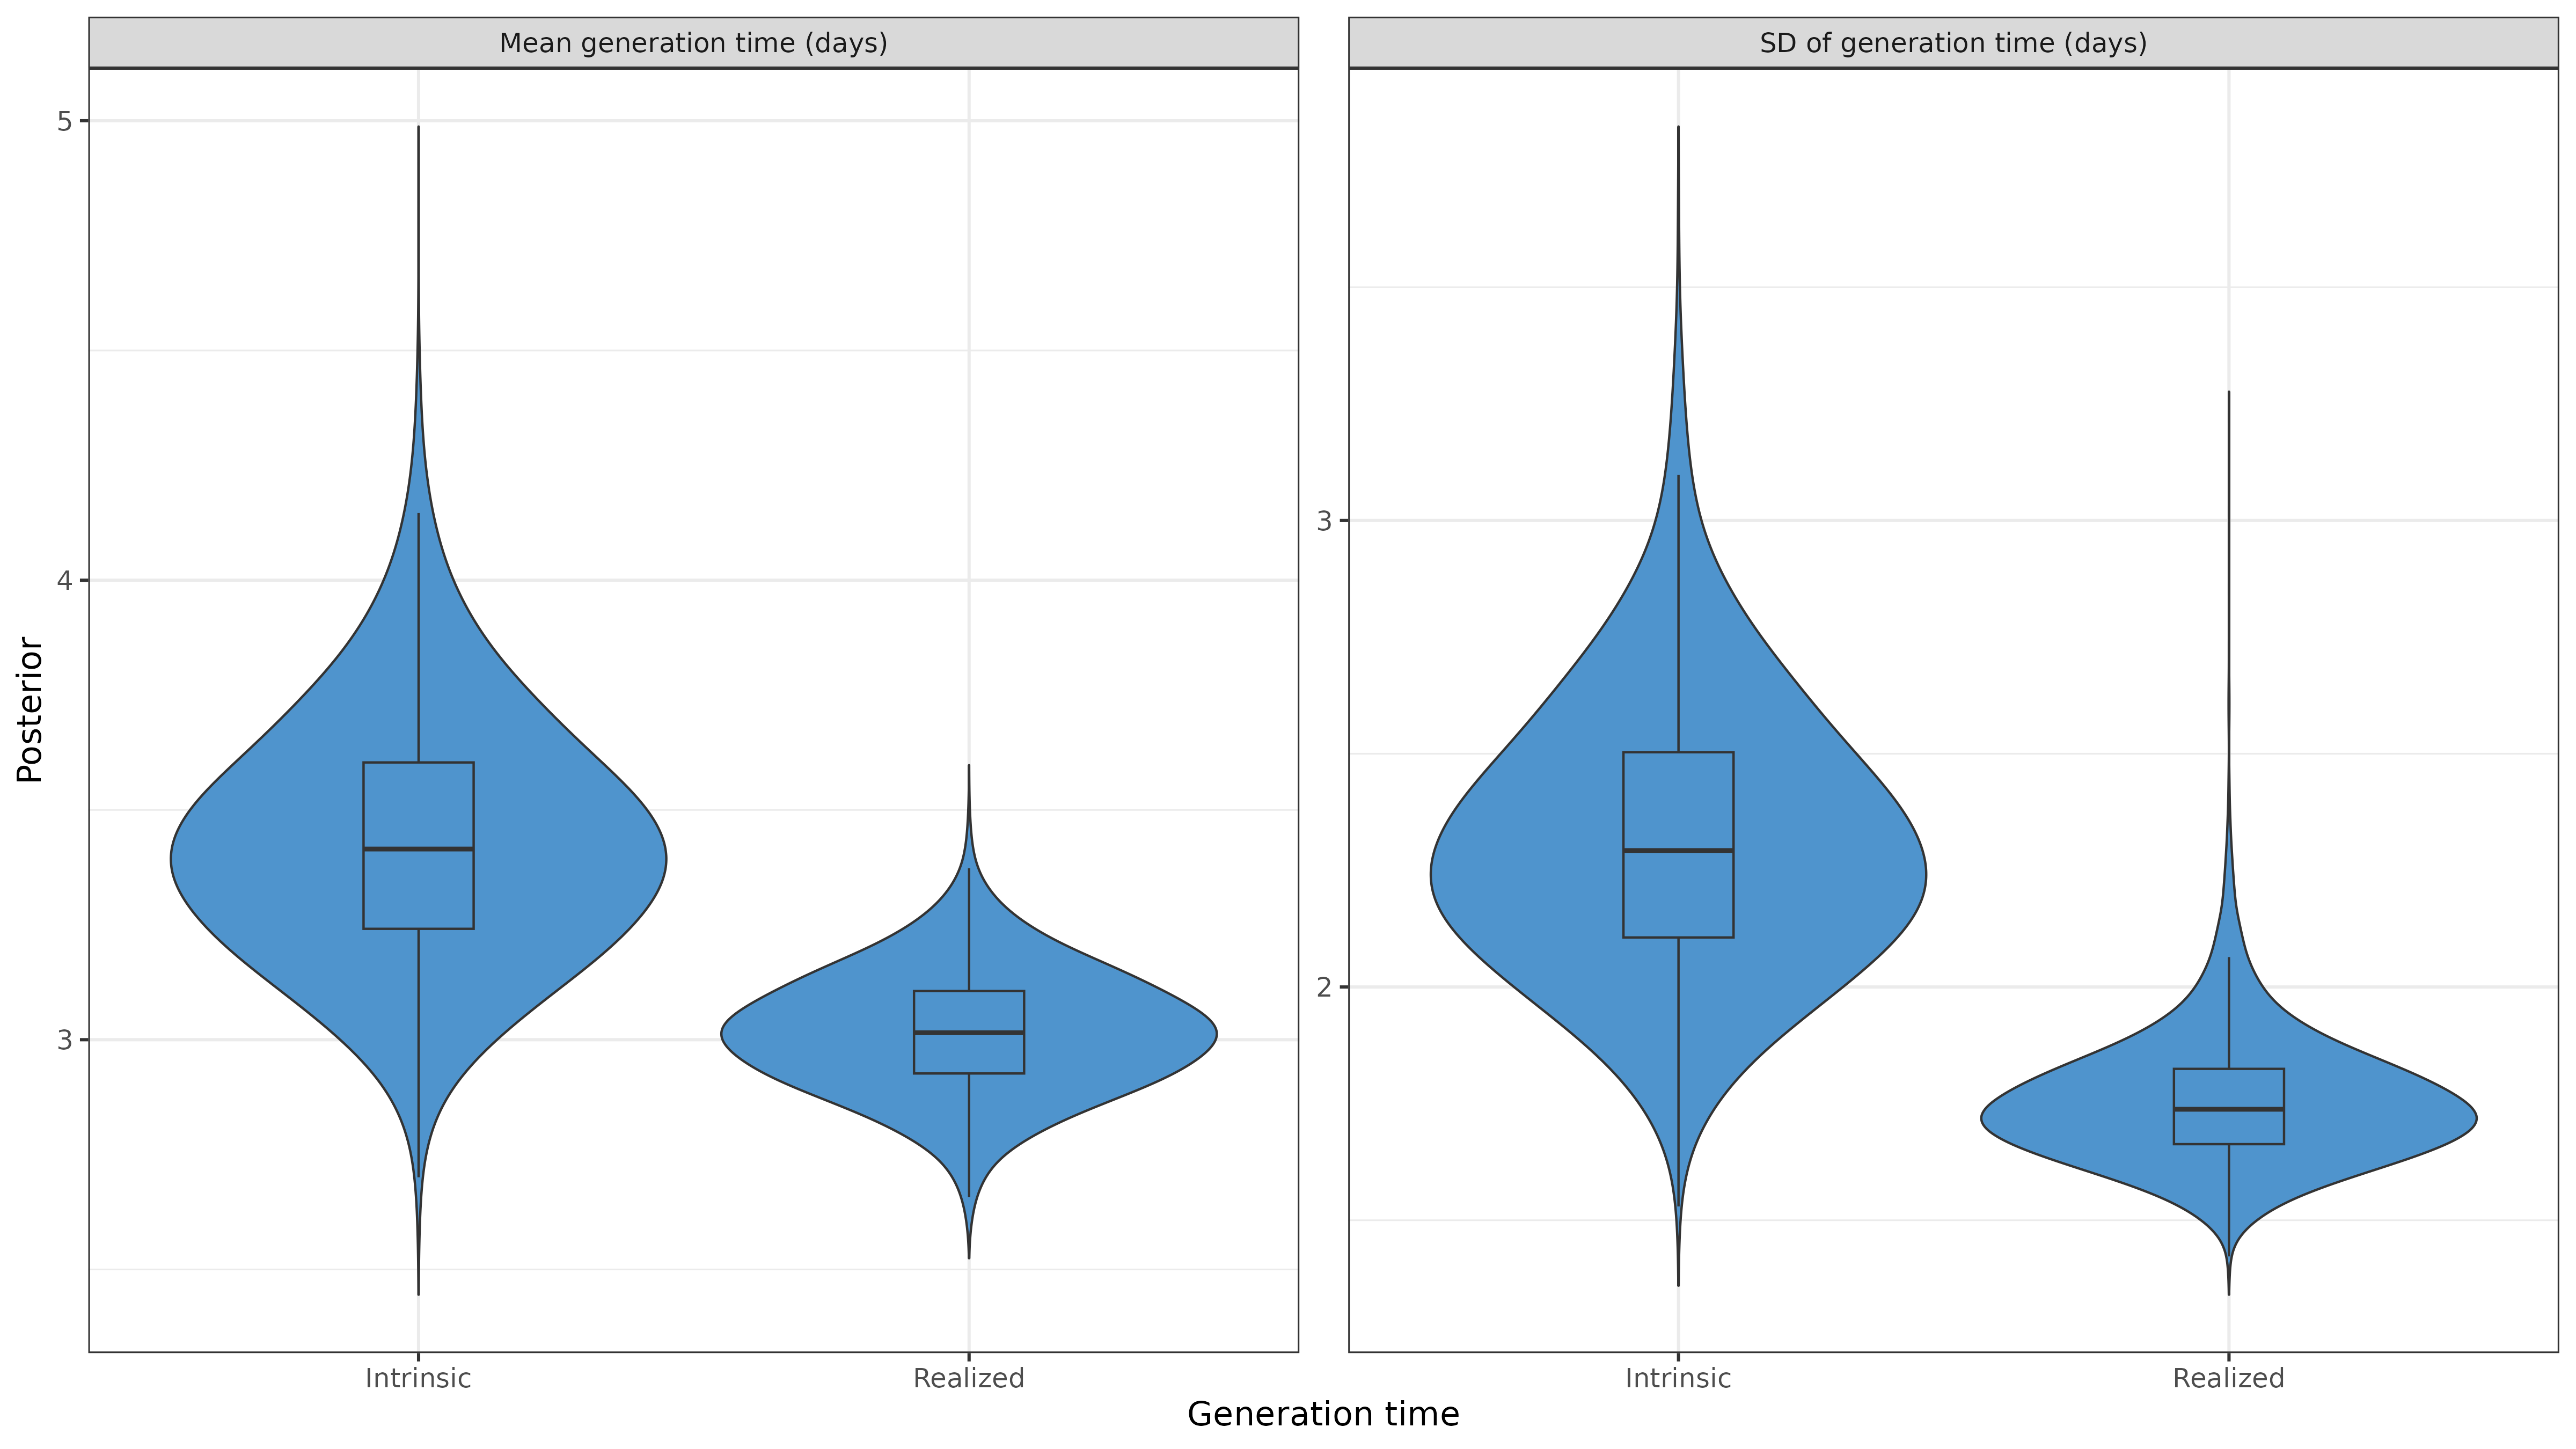 Mean generation time (days)
SD of generation time (days)
Posterior
5
4
3
3
2
Intrinsic
Realized
Intrinsic
Realized
Generation time